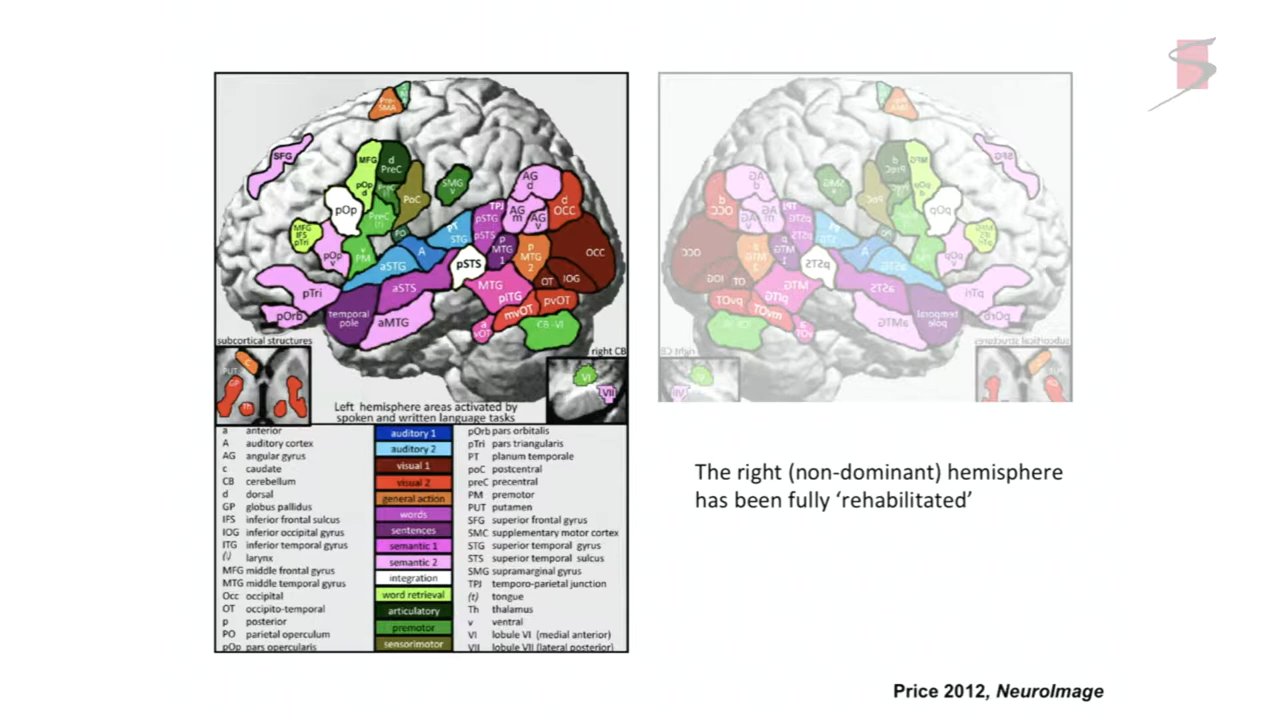 Pre-
SMA
SFG
MFG
d
PreC
pOp
d
SMG
v
PoC
AG
d
d
OCC
pOp
TPJ
pSTG
AG
m
AG
v
PreC
MFG
IFS
pTri
PO
PT
STG
pSTS
p
MTG
1
p
MTG
2
OCC
pOp
v
PM
A
aSTG
pSTS
OT
IOG
pTri
aSTS
MTG
pITG
pvOT
pOrb
temporal
pole
aMTG
mvOT
a
vOT
CB-VI
subcortical structures
right CB
PUT
GP
Th
VI
VII
Left hemisphere areas activated by
spoken and written language tasks
a anterior
A auditory cortex
AG angular gyrus
c caudate
CB cerebellum
d dorsal
GP globus pallidus
IFS inferior frontal sulcus
IOG inferior occipital gyrus
ITG inferior temporal gyrus
(l) larynx
MFG middle frontal gyrus
MTG middle temporal gyrus
Occ occipital
OT occipito-temporal
p posterior
PO parietal operculum
pOp pars opercularis
auditory 1
auditory 2
visual 1
visual 2
general action
words
sentences
semantic 1
semantic 2
integration
word retrieval
articulatory
premotor
sensorimotor
pOrb pars orbitalis
pTri pars triangularis
PT planum temporale
poC postcentral
preC precentral
PM premotor
PUT putamen
SFG superior frontal gyrus
SMC supplementary motor cortex
STG superior temporal gyrus
STS superior temporal sulcus
SMG supramarginal gyrus
TPJ temporo-parietal junction
(t) tongue
Th thalamus
v ventral
VI lobule VI (medial anterior)
VII lobule VII (lateral posterior)
The right (non-dominant) hemisphere
has been fully ‘rehabilitated’
Price 2012, NeuroImage